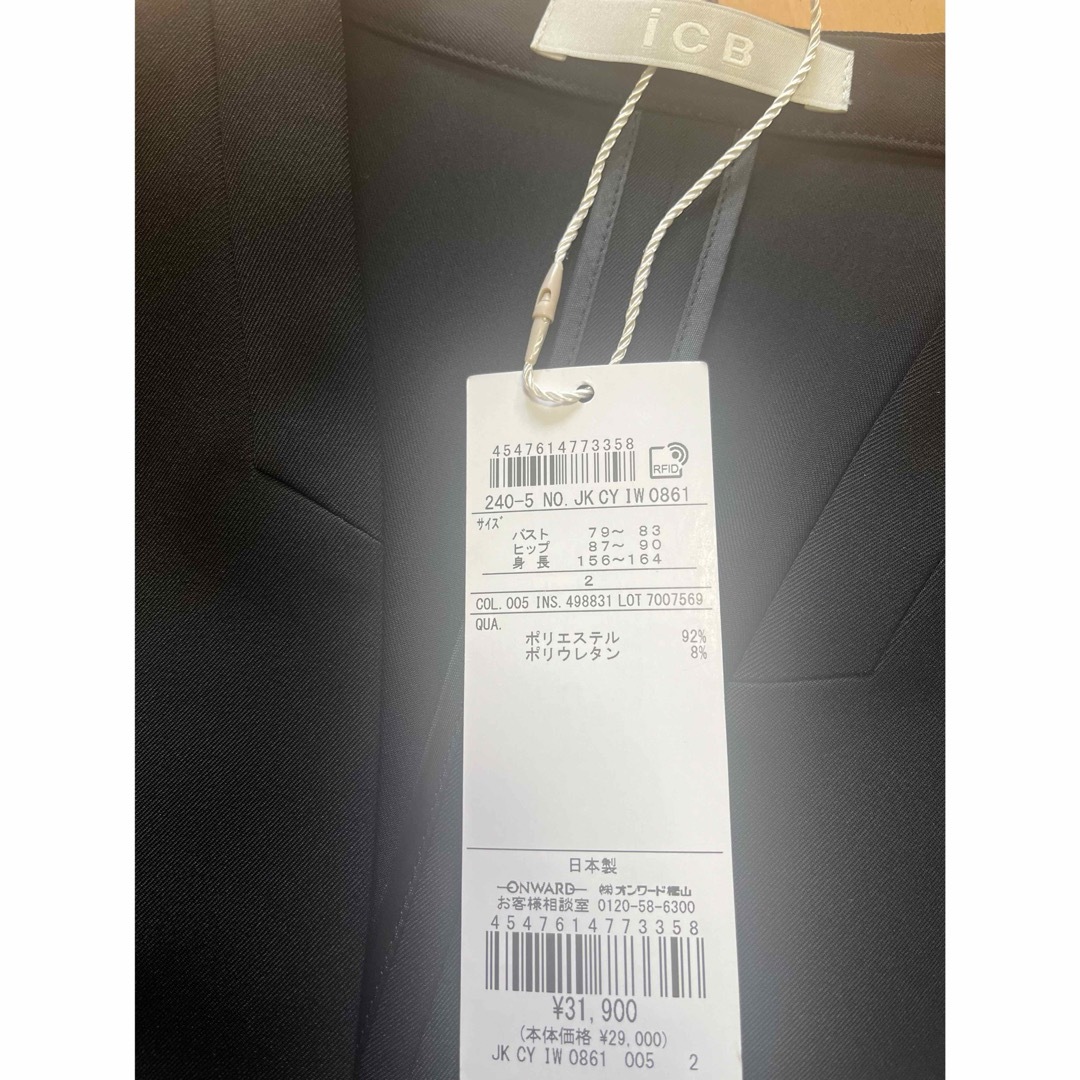 iCB
4547614773358
RFID
240-5 NO. JK CY IW 0861
サイズ
バスト 79～ 83
ヒップ 87～ 90
身長 156～164
2
COL. 005 INS. 498831 LOT 7007569
QUA.
ポリエステル 92%
ポリウレタン 8%
日本製
ONWARD ㈱オンワード樫山
お客様相談室 0120-58-6300
4547614773358
¥31,900
(本体価格 ¥29,000)
JK CY IW 0861 005 2